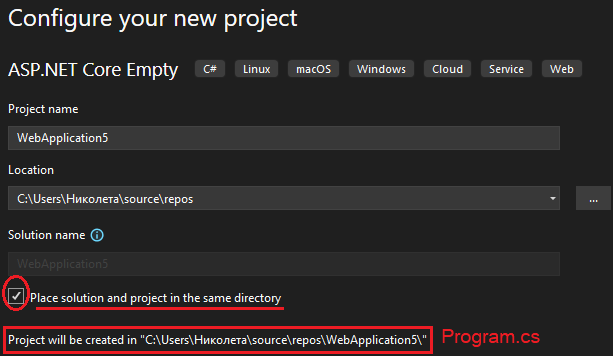 Configure your new project
ASP.NET Core Empty C# Linux macOS Windows Cloud Service Web
Project name
WebApplication5
Location
C:\Users\Николета\source\repos
...
Solution name
WebApplication5
Place solution and project in the same directory
Project will be created in "C:\Users\Николета\source\repos\WebApplication5\" Program.cs